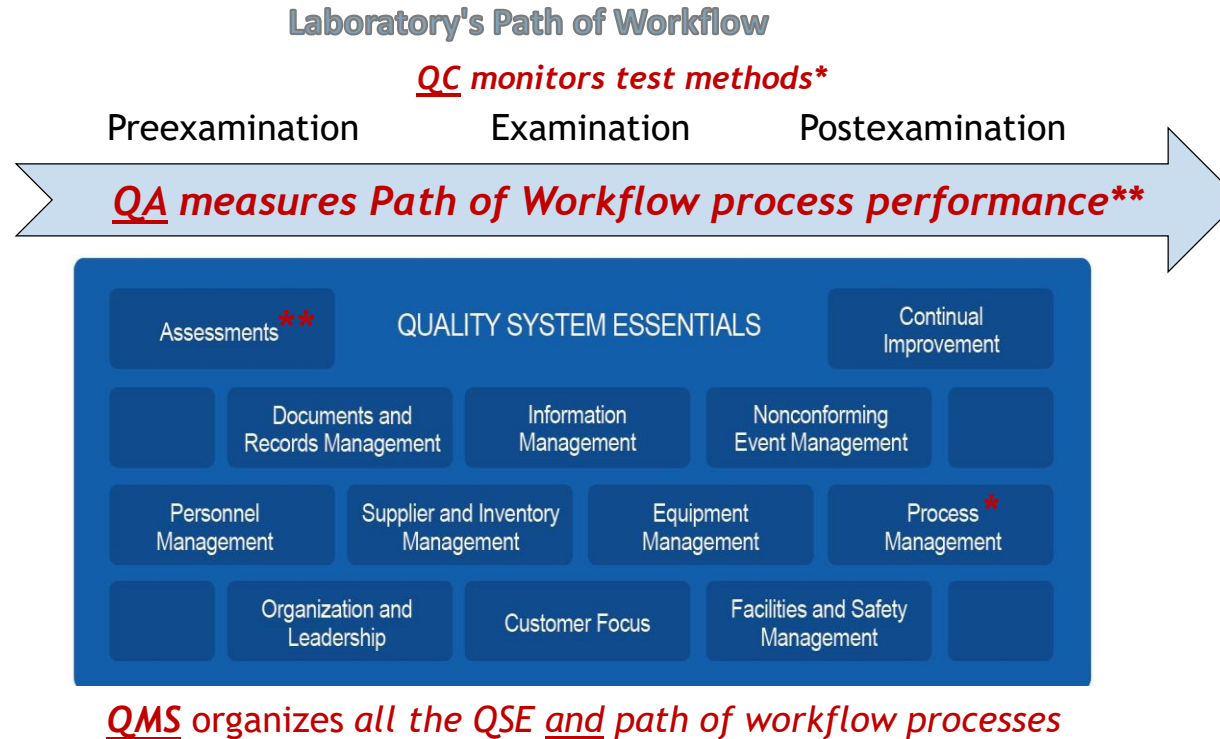 Laboratory's Path of Workflow
QC monitors test methods*
Preexamination Examination Postexamination
QA measures Path of Workflow process performance**
Assessments**
QUALITY SYSTEM ESSENTIALS
Continual
Improvement
Documents and
Records Management
Information
Management
Nonconforming
Event Management
Personnel
Management
Supplier and Inventory
Management
Equipment
Management
Process*
Management
Organization and
Leadership
Customer Focus
Facilities and Safety
Management
QMS organizes all the QSE and path of workflow processes